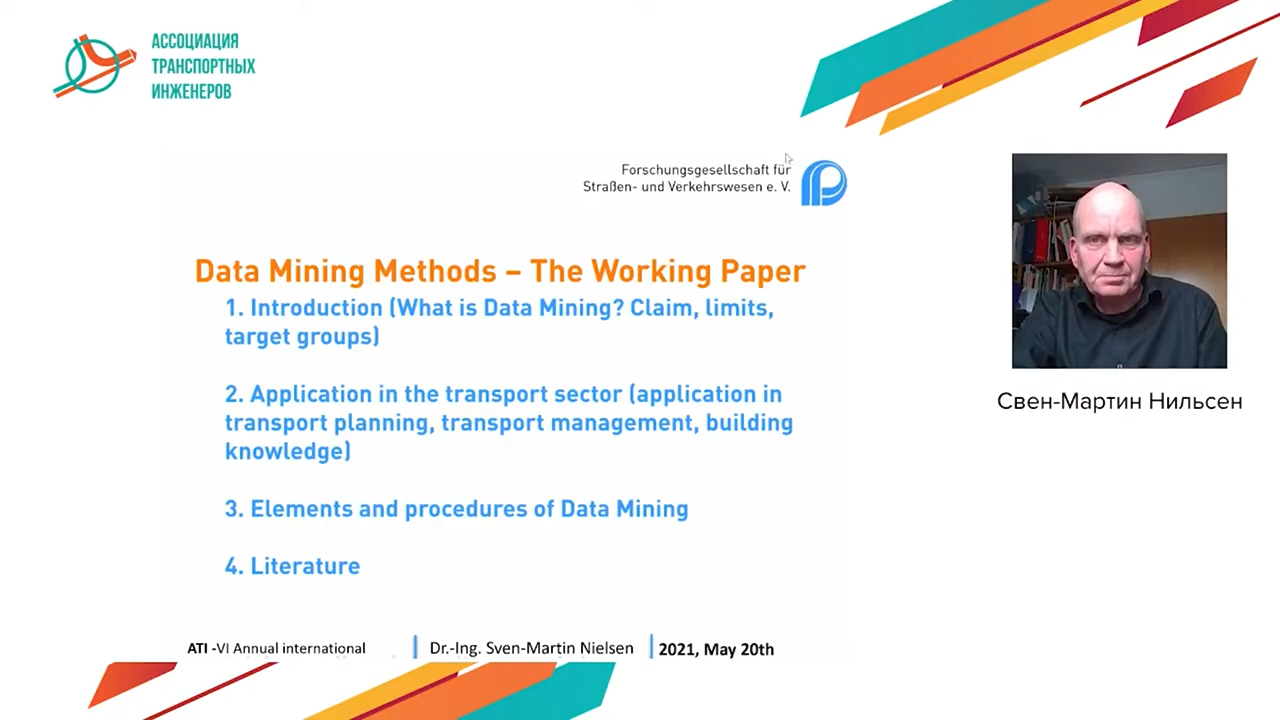 АССОЦИАЦИЯ
ТРАНСПОРТНЫХ
ИНЖЕНЕРОВ
Forschungsgesellschaft für
Straßen- und Verkehrswesen e. V.
Data Mining Methods – The Working Paper
1. Introduction (What is Data Mining? Claim, limits,
target groups)
2. Application in the transport sector (application in
transport planning, transport management, building
knowledge)
3. Elements and procedures of Data Mining
4. Literature
Свен-Мартин Нильсен
ATI -VI Annual international
Dr.-Ing. Sven-Martin Nielsen
2021, May 20th